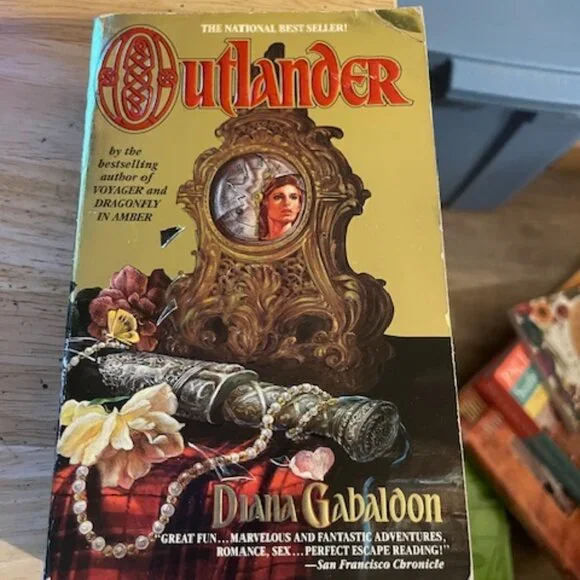 THE NATIONAL BEST SELLER!
OUTLANDER
by the
bestselling
author of
VOYAGER and
DRAGONFLY
IN AMBER
DIANA GABALDON
"GREAT FUN...MARVELOUS AND FANTASTIC ADVENTURES,
ROMANCE, SEX...PERFECT ESCAPE READING!"
—San Francisco Chronicle